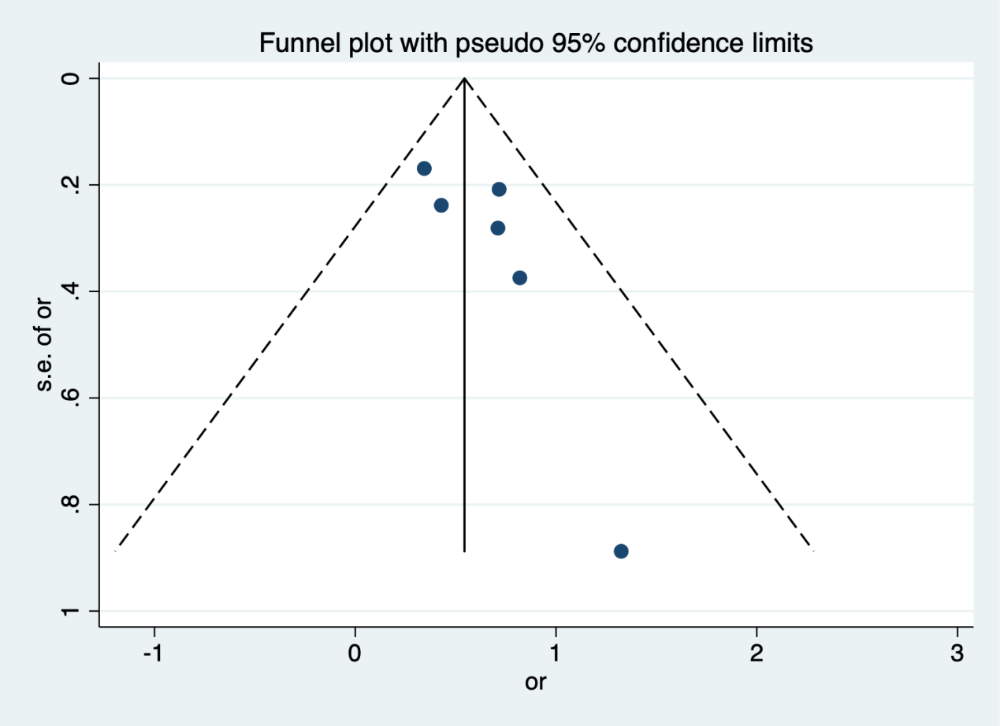 Funnel plot with pseudo 95% confidence limits
0
.2
.4
.6
.8
1
s.e. of or
-1 0 1 2 3
or